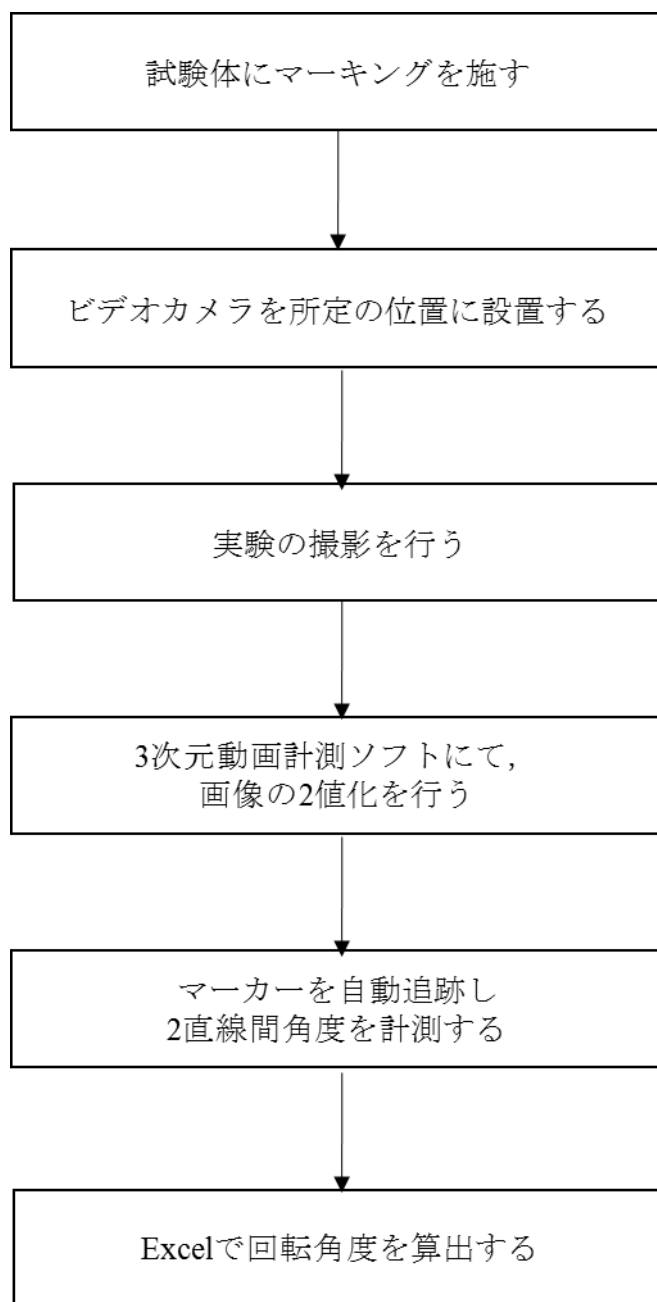 試験体にマーキングを施す
ビデオカメラを所定の位置に設置する
実験の撮影を行う
3次元動画計測ソフトにて,
画像の2値化を行う
マーカーを自動追跡し
2直線間角度を計測する
Excelで回転角度を算出する